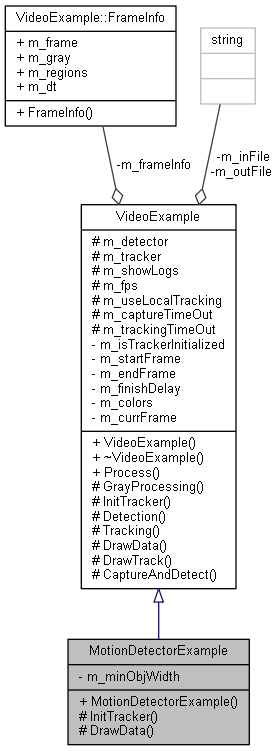 VideoExample::FrameInfo
+ m_frame
+ m_gray
+ m_regions
+ m_dt
+ FrameInfo()
string
-m_frameInfo
-m_inFile
-m_outFile
VideoExample
# m_detector
# m_tracker
# m_showLogs
# m_fps
# m_useLocalTracking
# m_captureTimeOut
# m_trackingTimeOut
- m_isTrackerInitialized
- m_startFrame
- m_endFrame
- m_finishDelay
- m_colors
- m_currFrame
+ VideoExample()
+ ~VideoExample()
+ Process()
# GrayProcessing()
# InitTracker()
# Detection()
# Tracking()
# DrawData()
# DrawTrack()
# CaptureAndDetect()
MotionDetectorExample
- m_minObjWidth
+ MotionDetectorExample()
# InitTracker()
# DrawData()